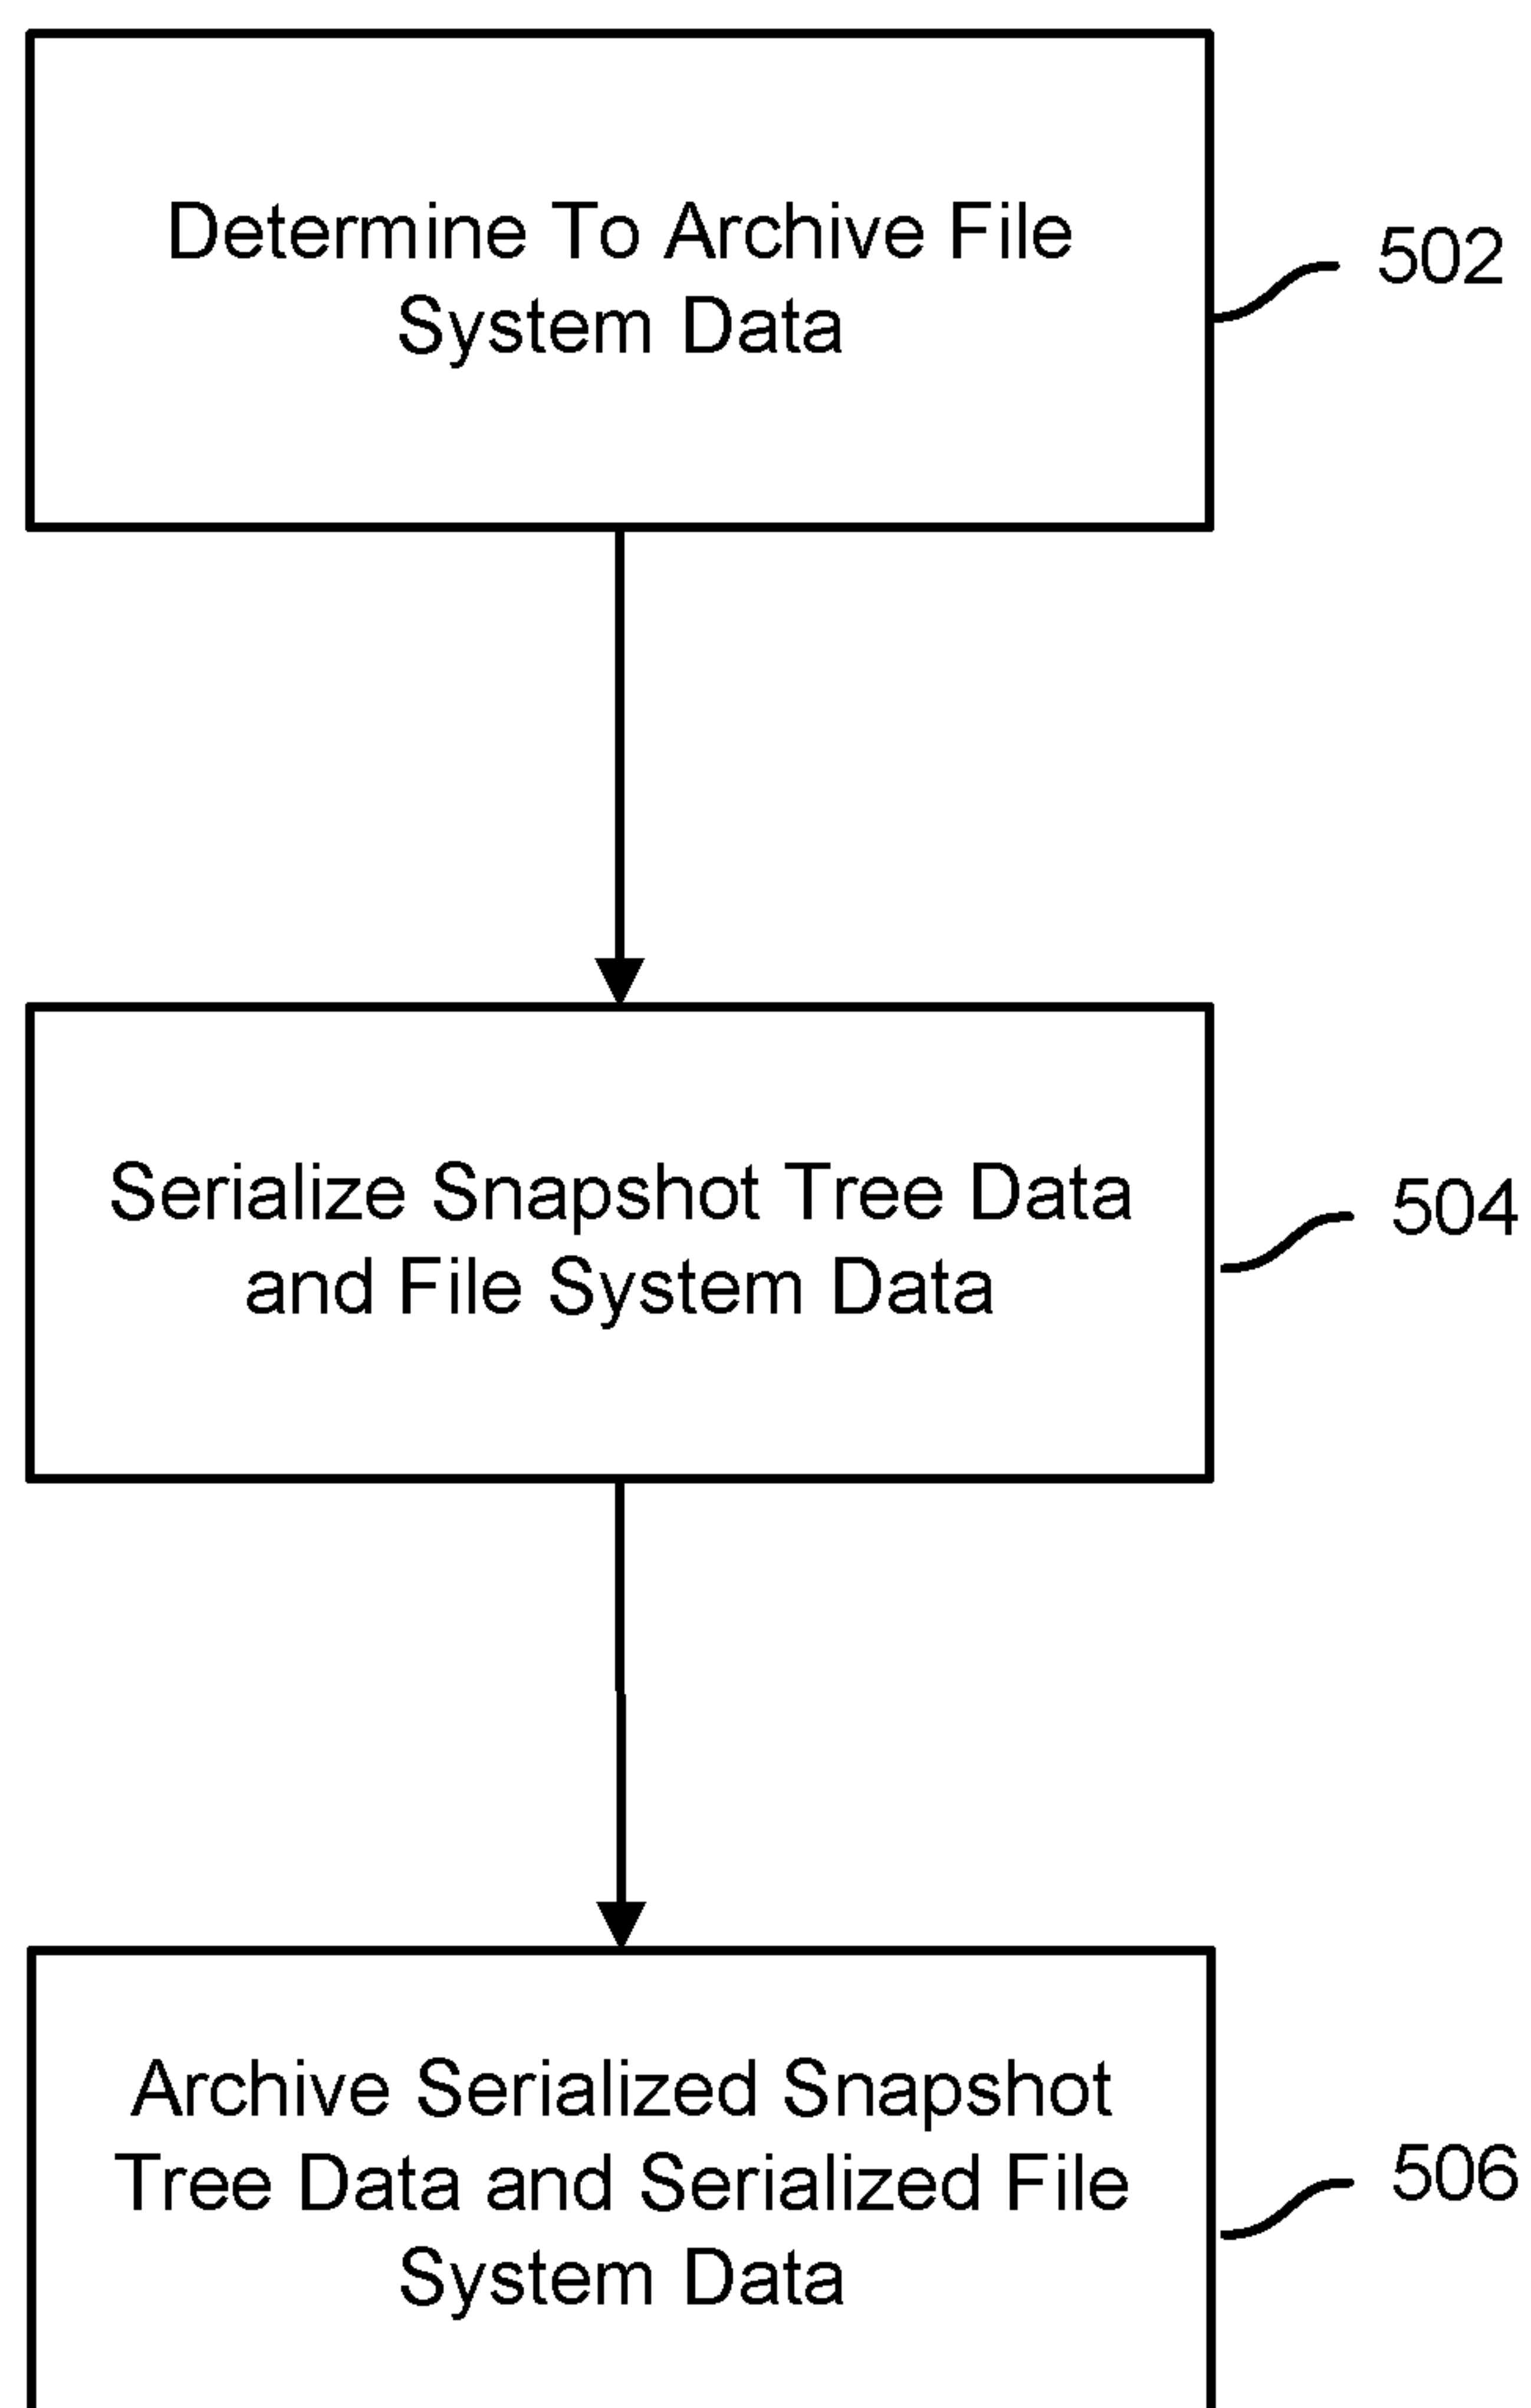 Determine To Archive File
System Data
502
Serialize Snapshot Tree Data
and File System Data
504
Archive Serialized Snapshot
Tree Data and Serialized File
System Data
506